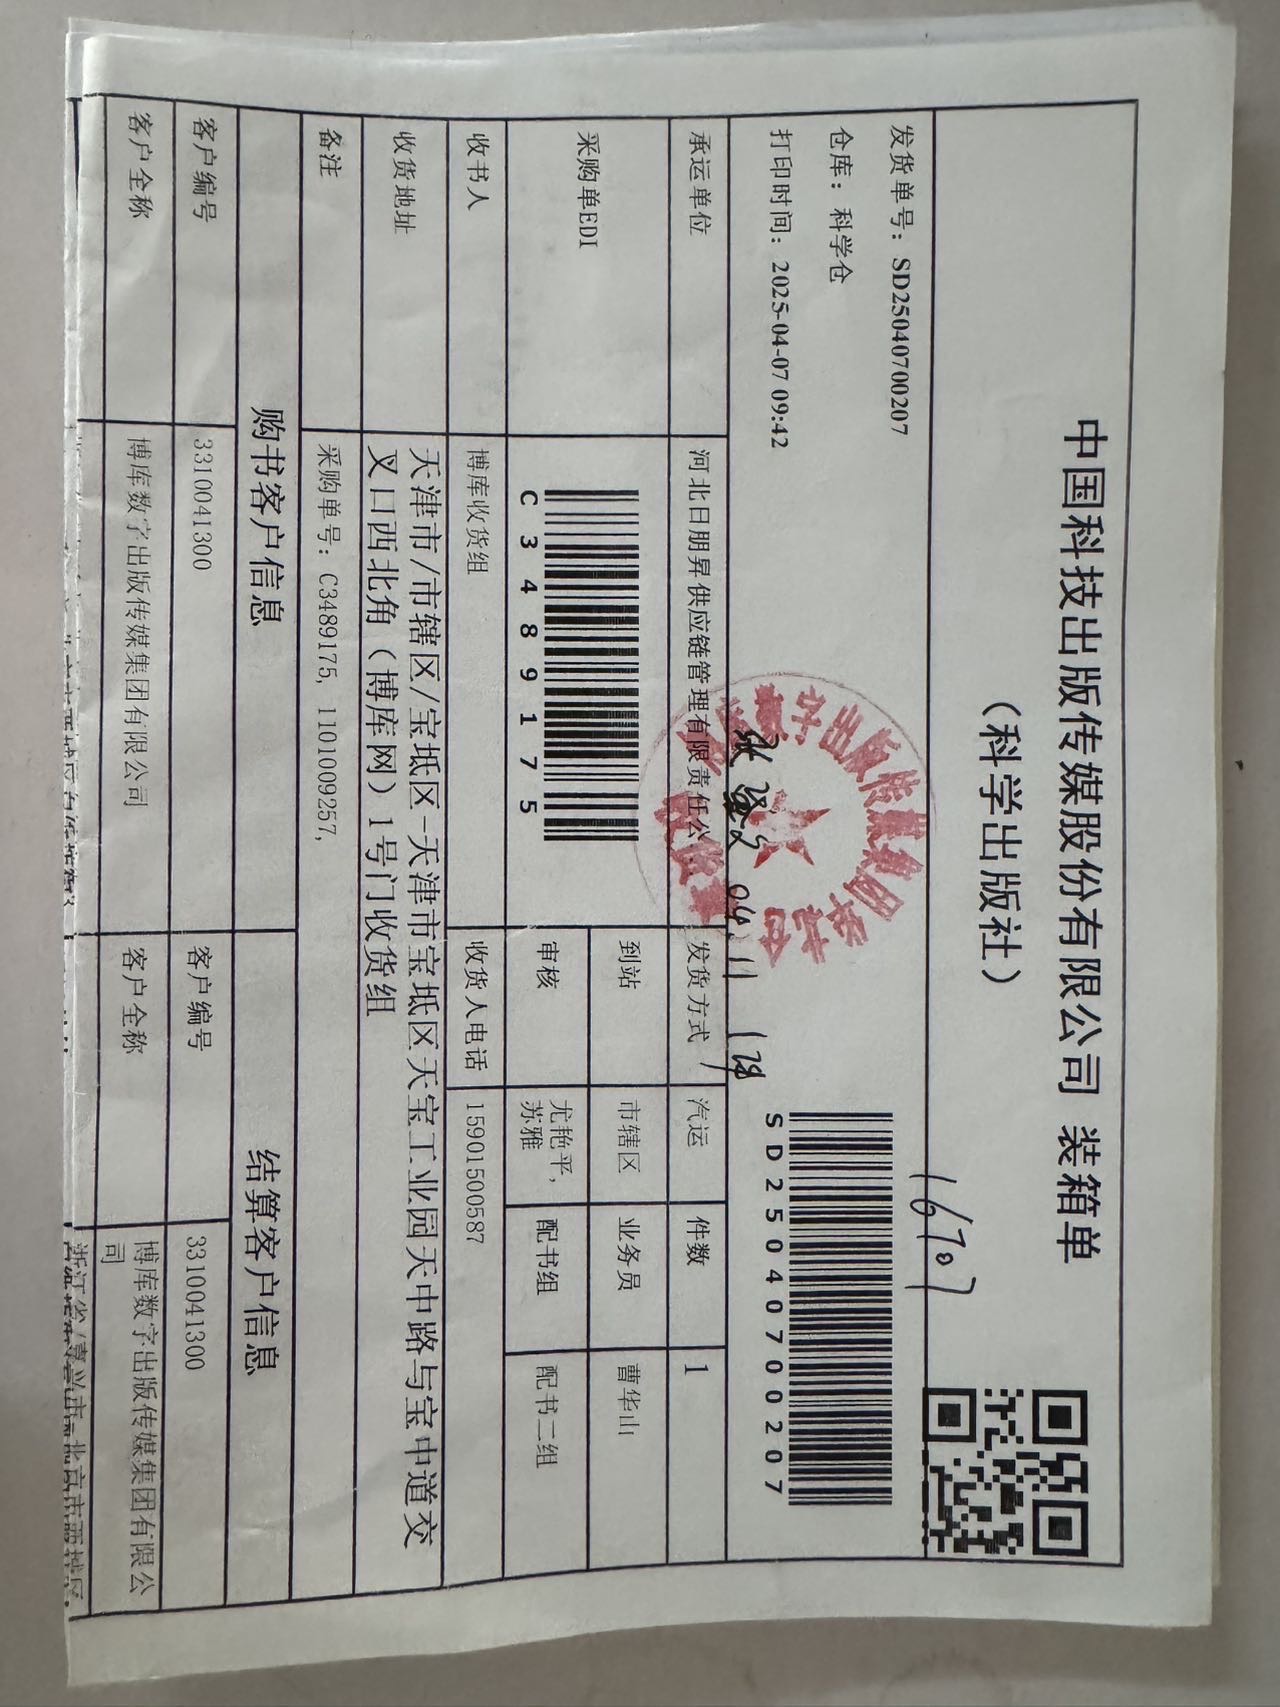 中国科技出版传媒股份有限公司 装箱单
（科学出版社）
16707
发货单号：SD25040700207
仓库：科学仓
打印时间：2025-04-07 09:42
SD25040700207
04.11 1件
承运单位 河北日朋昇供应链管理有限责任公 发货方式 汽运 件数 1
采购单EDI C3489175 到站 市辖区 业务员 曹华山
审核 尤艳平，苏雅 配书组 配书二组
收书人 博库收货组 收货人电话 15901500587
收货地址 天津市/市辖区/宝坻区-天津市宝坻区天宝工业园天中路与宝中道交
叉口西北角（博库网）1号门收货组
备注 采购单号：C3489175, 1101009257,
购书客户信息 结算客户信息
客户编号 3310041300 客户编号 3310041300
客户全称 博库数字出版传媒集团有限公司 客户全称 博库数字出版传媒集团有限公
司